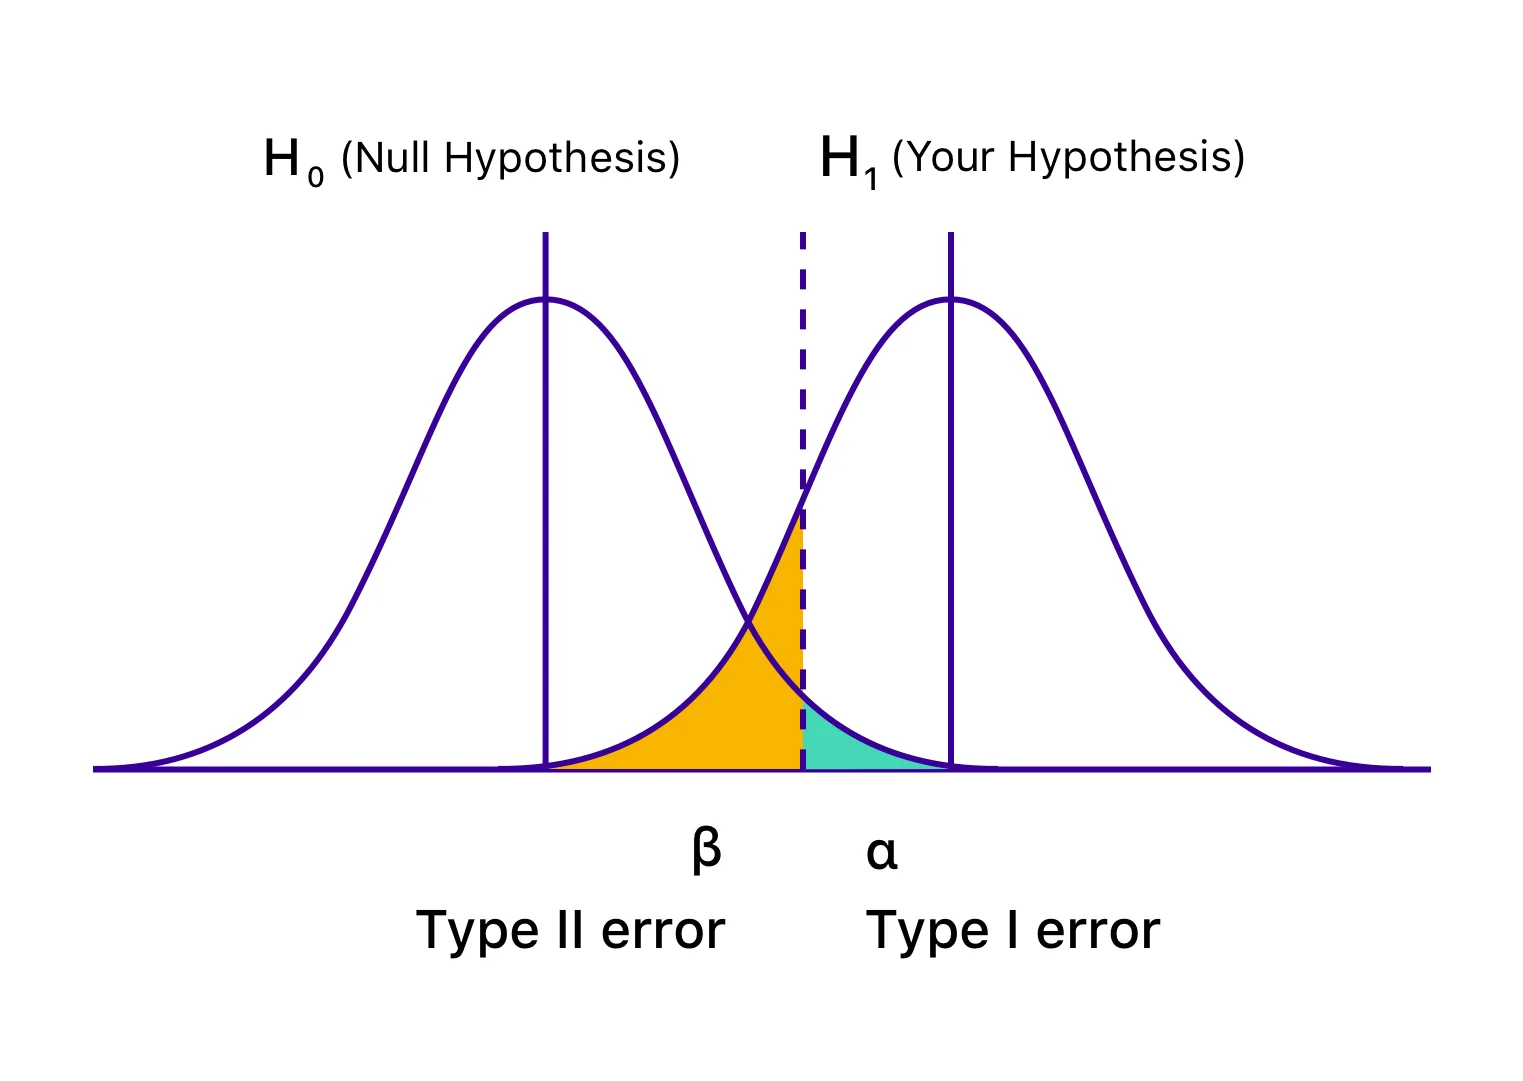 H₀ (Null Hypothesis)
H₁ (Your Hypothesis)
β
α
Type II error
Type I error